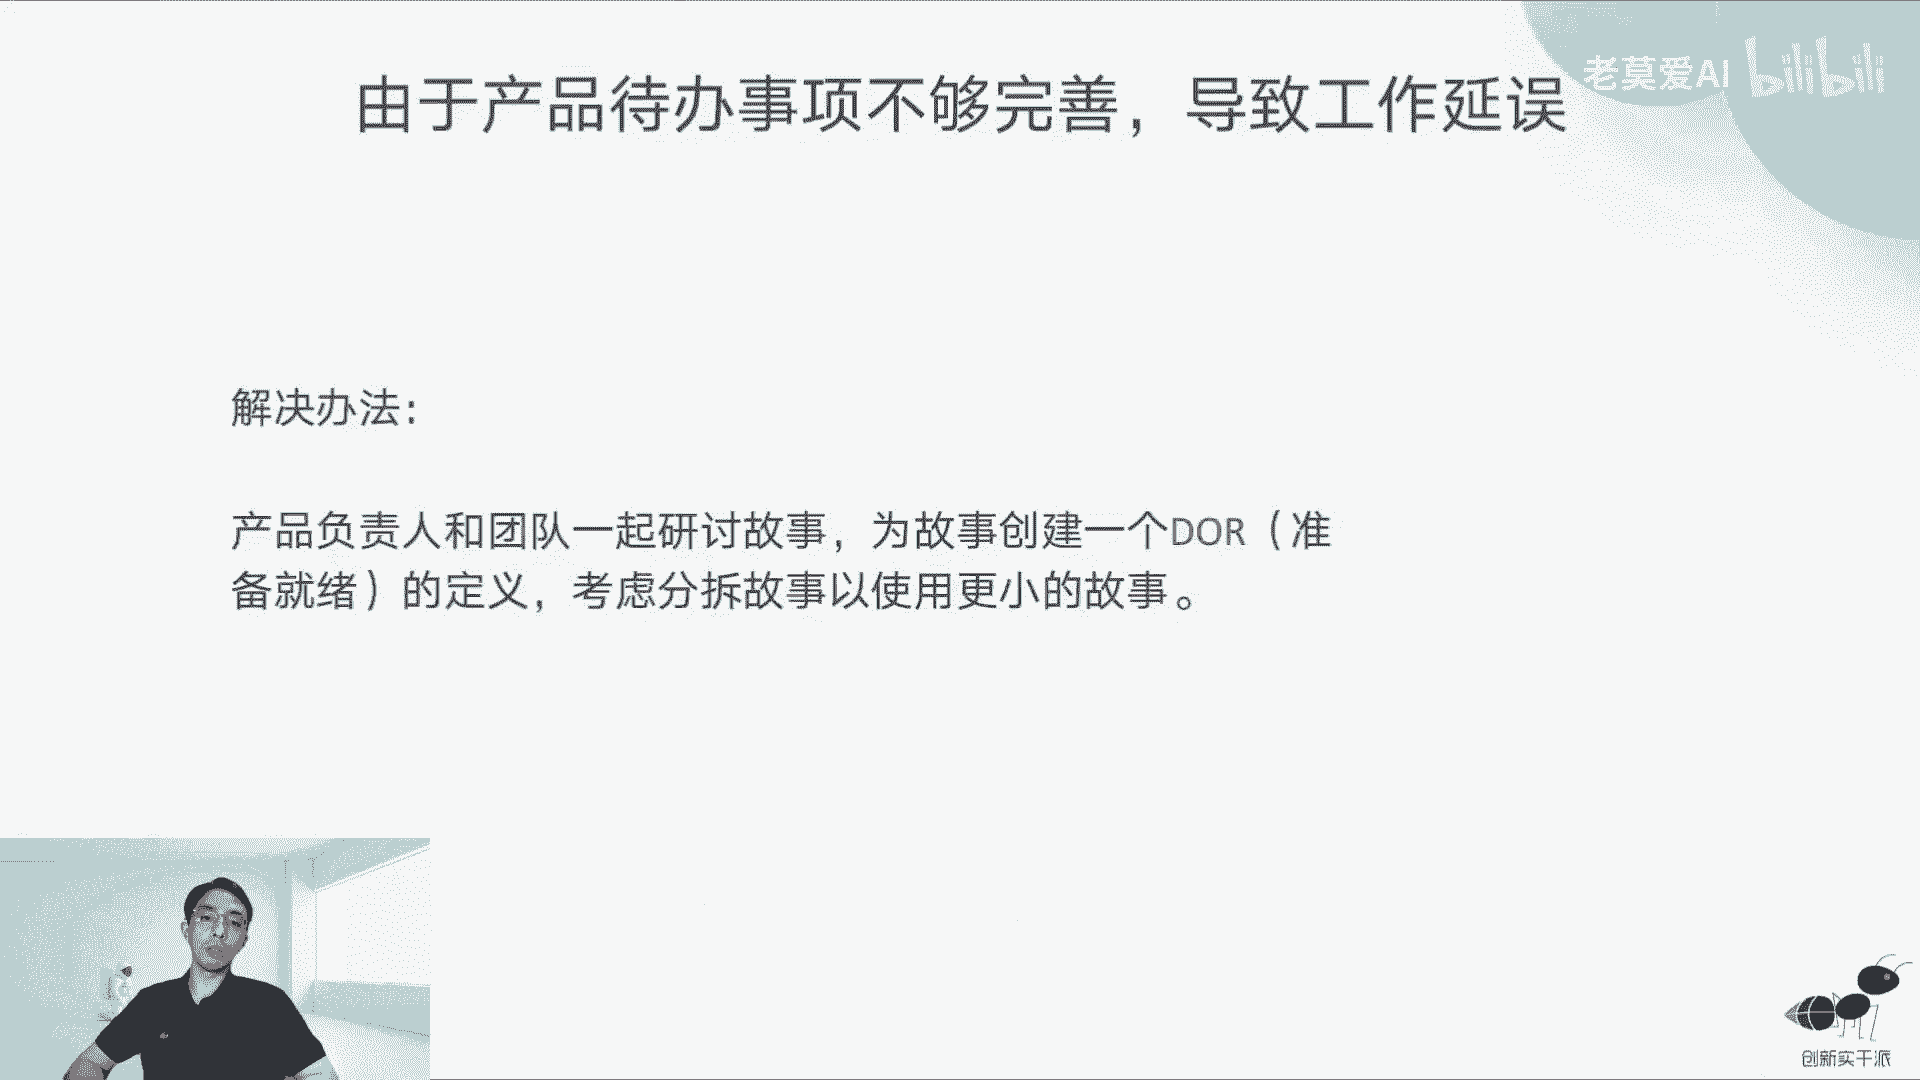 老莫爱AI bilibili
由于产品待办事项不够完善，导致工作延误
解决办法：
产品负责人和团队一起研讨故事，为故事创建一个DOR（准
备就绪）的定义，考虑分拆故事以使用更小的故事。
创新实干派